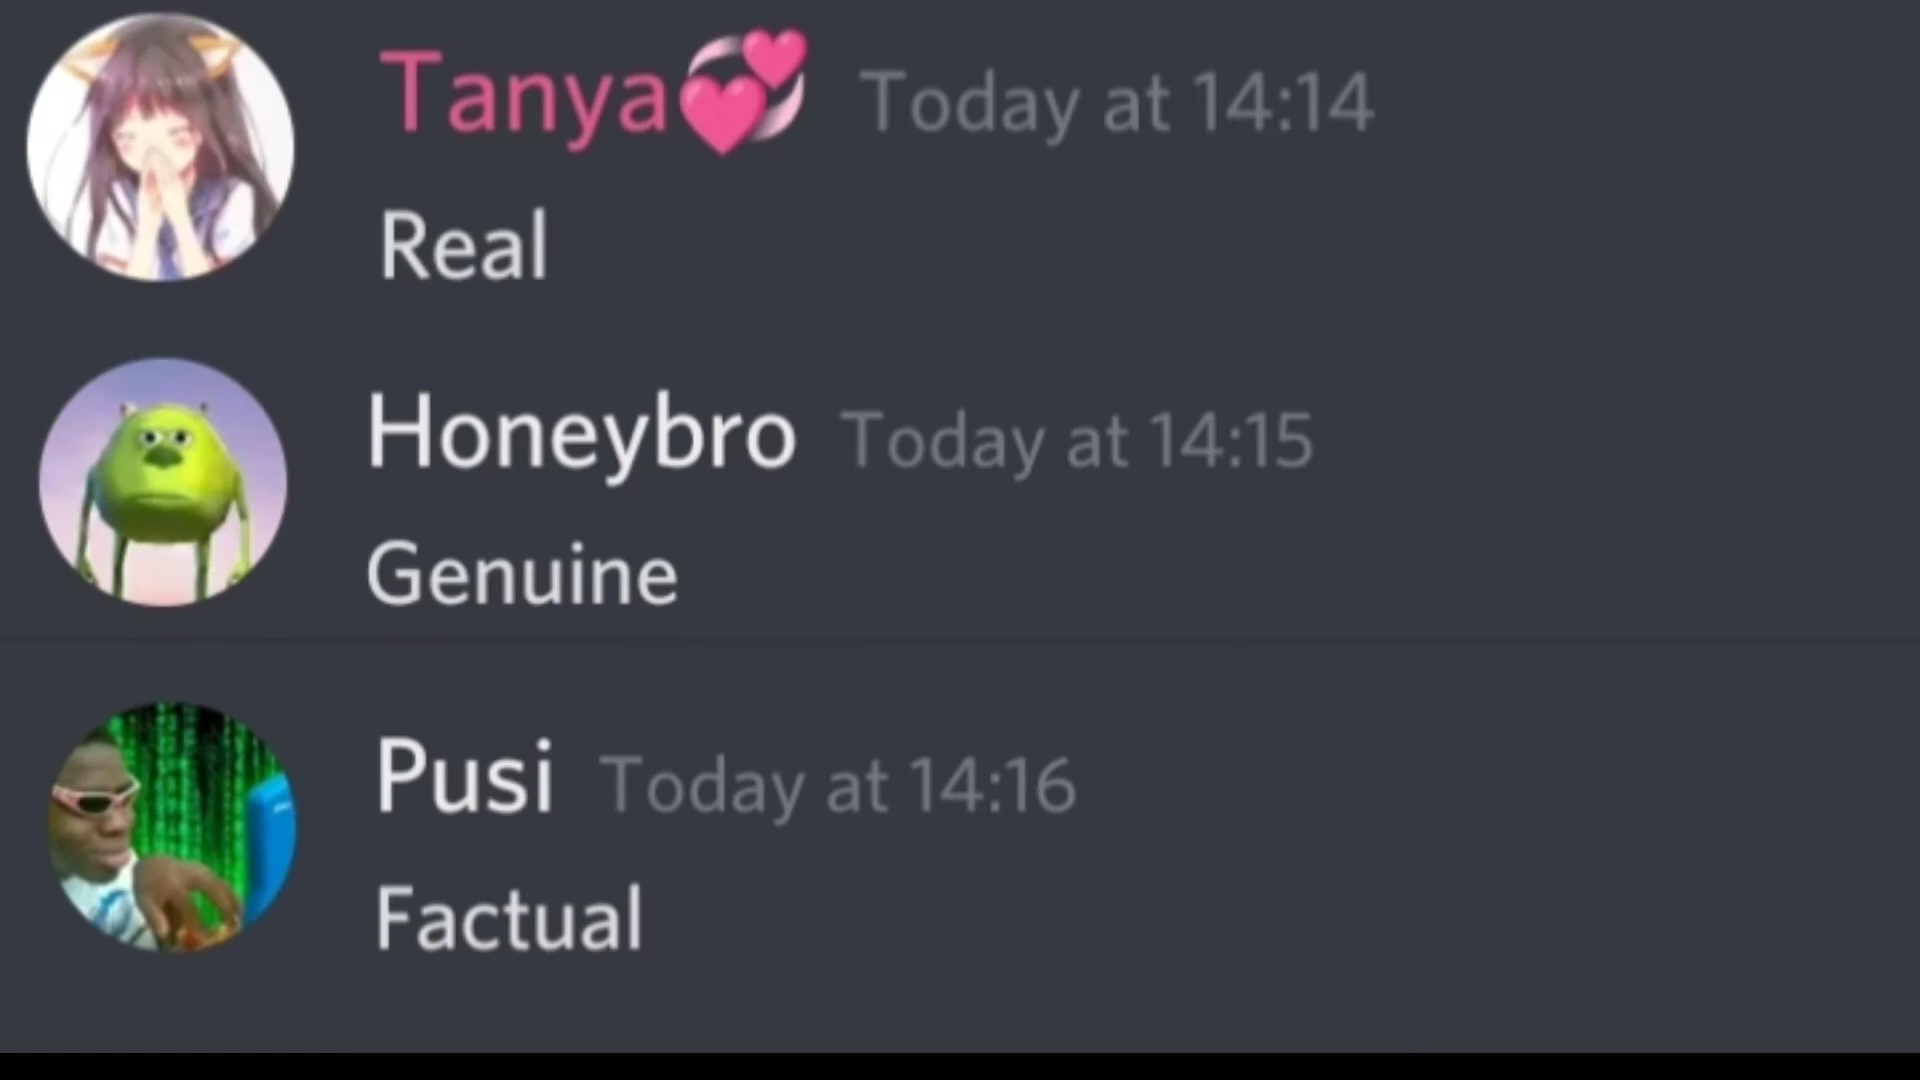 Tanya💞 Today at 14:14
Real
Honeybro Today at 14:15
Genuine
Pusi Today at 14:16
Factual